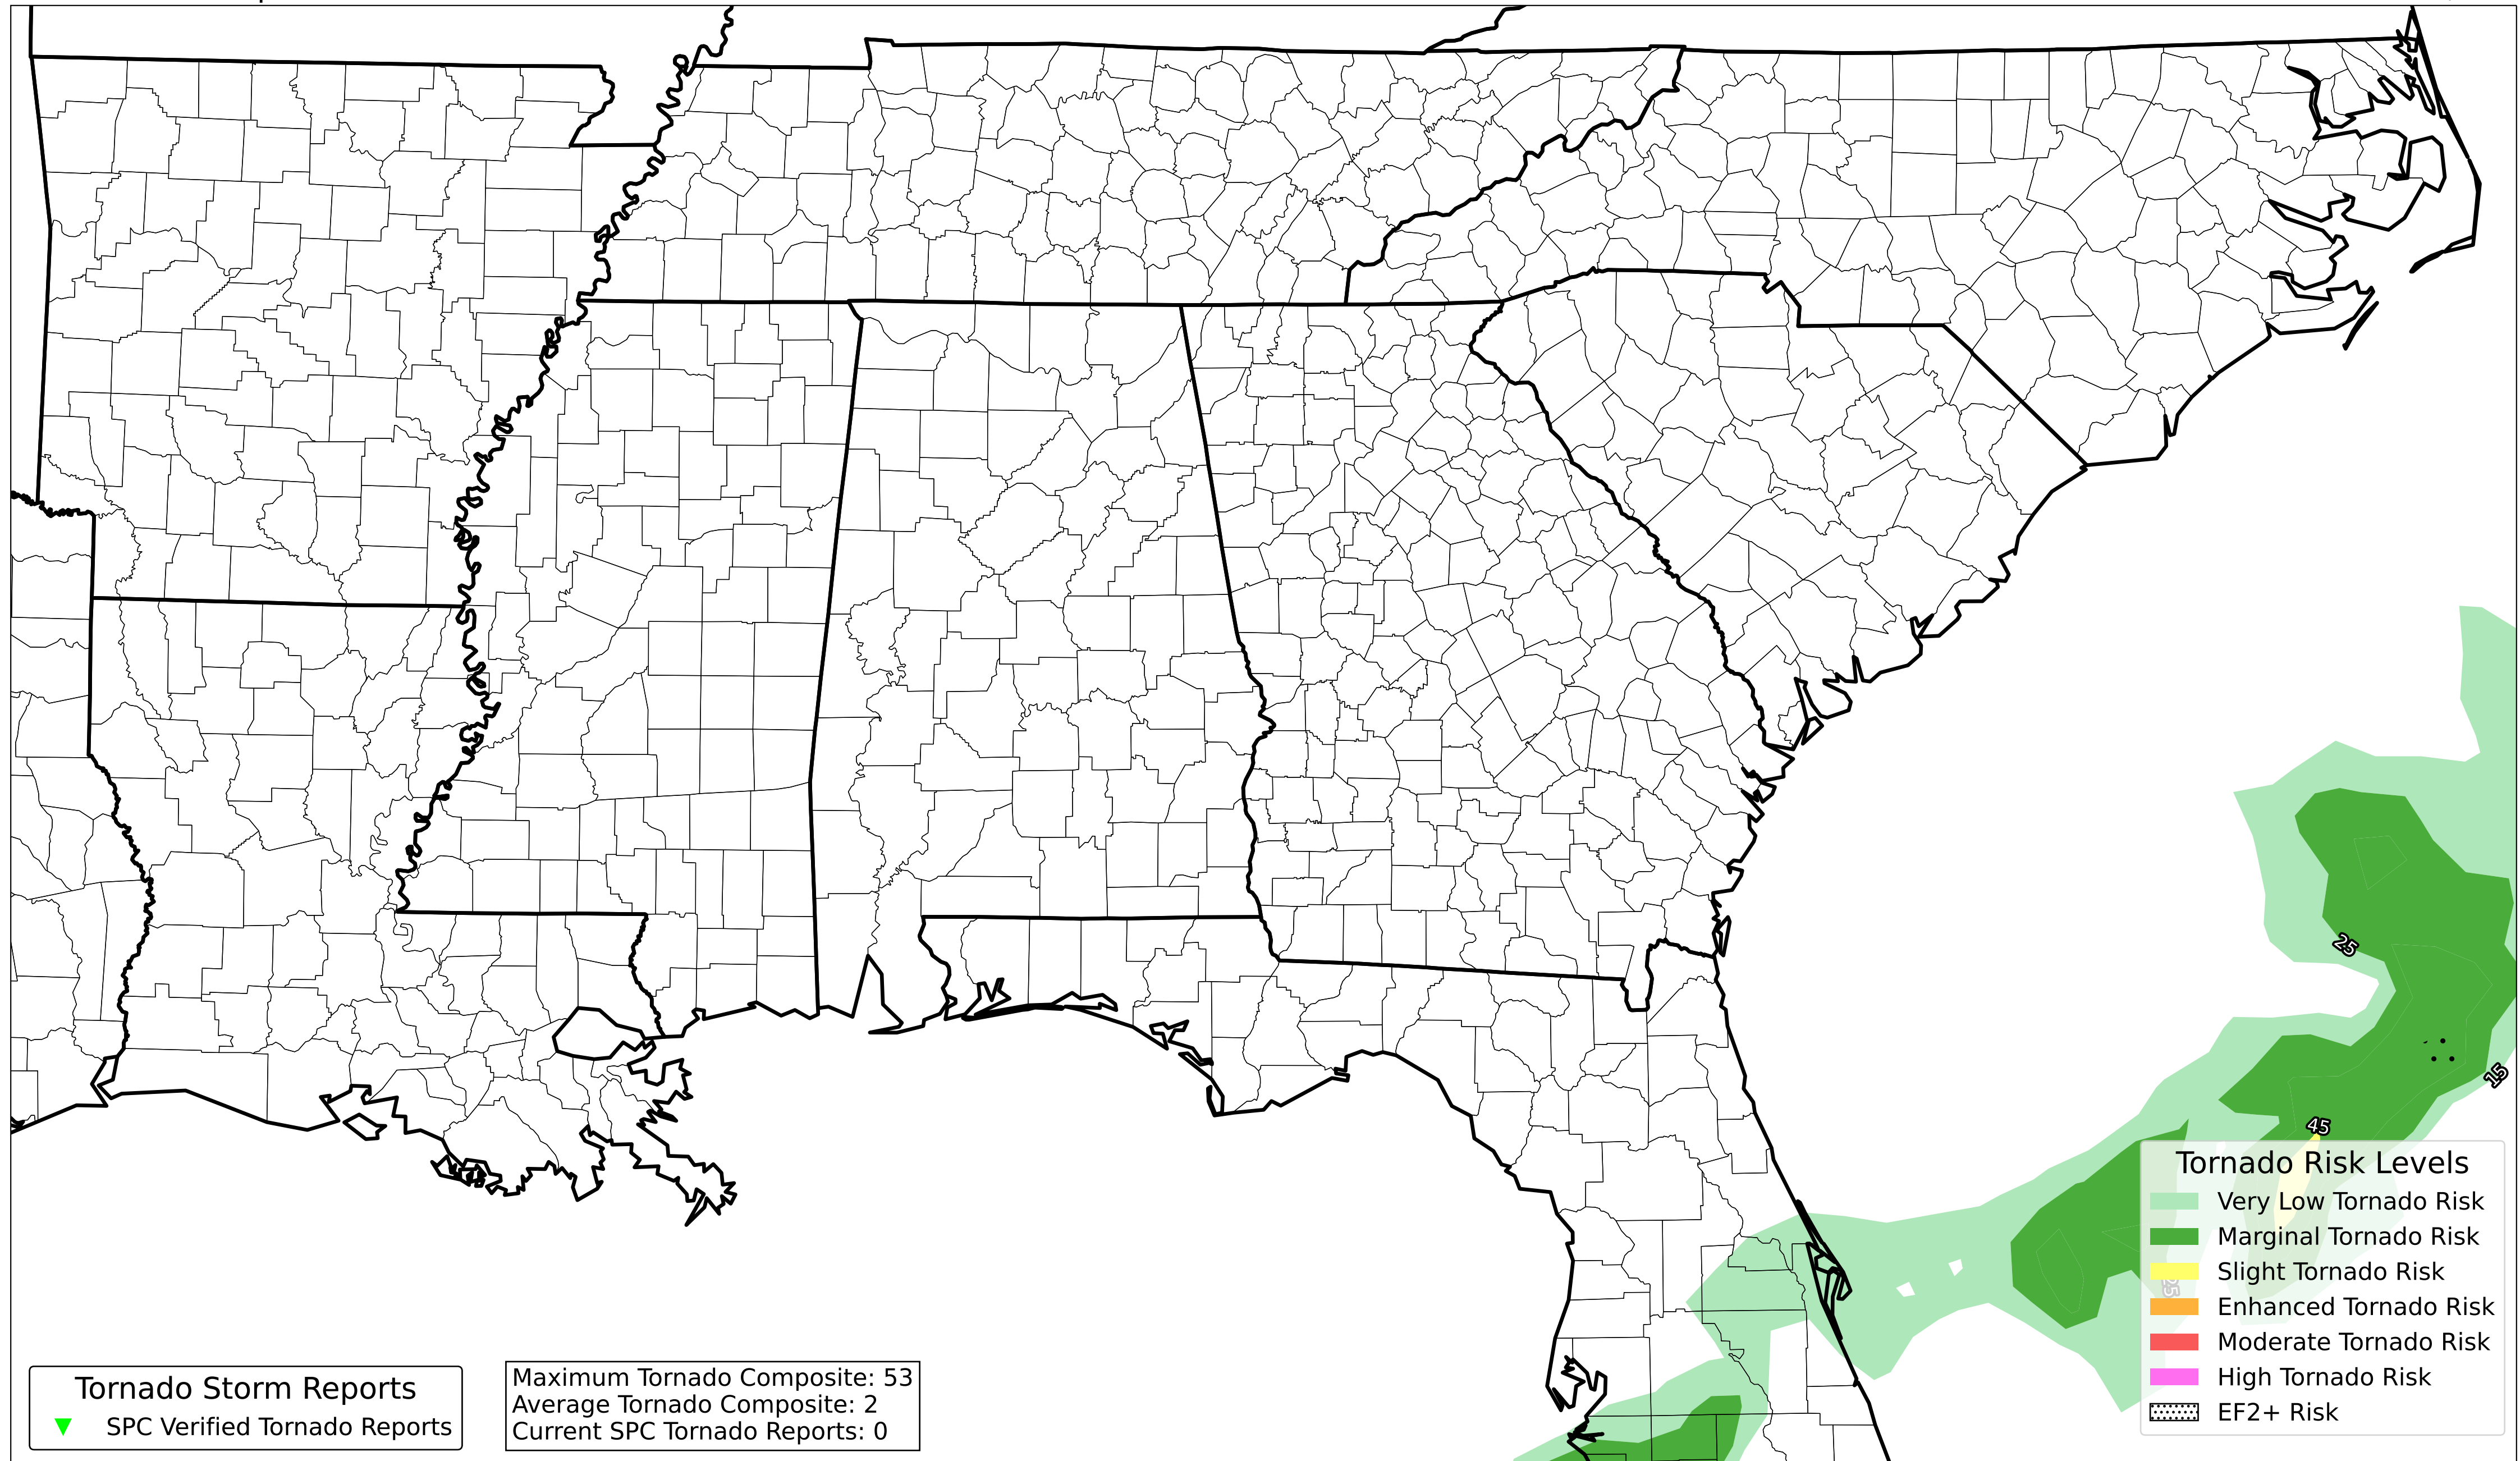 25
15
45
Tornado Risk Levels
Very Low Tornado Risk
Marginal Tornado Risk
Slight Tornado Risk
Enhanced Tornado Risk
Moderate Tornado Risk
High Tornado Risk
EF2+ Risk
Tornado Storm Reports
SPC Verified Tornado Reports
Maximum Tornado Composite: 53
Average Tornado Composite: 2
Current SPC Tornado Reports: 0